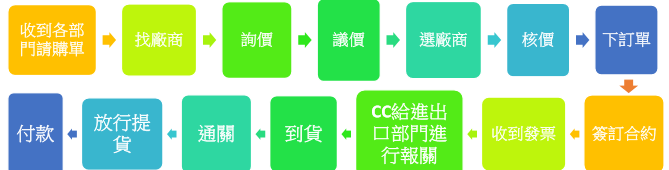 收到各部
門請購單
找廠商
詢價
議價
選廠商
核價
下訂單
簽訂合約
收到發票
CC給進出
口部門進
行報關
到貨
通關
放行提
貨
付款